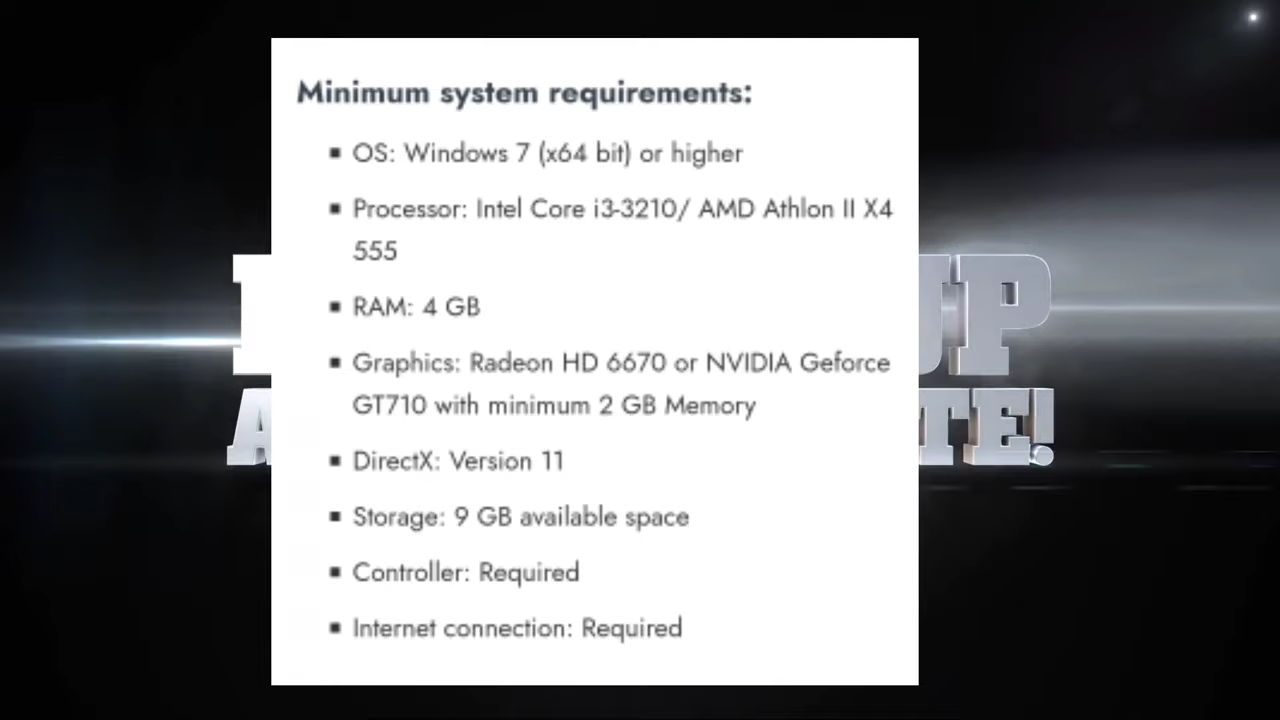 Minimum system requirements:
OS: Windows 7 (x64 bit) or higher
Processor: Intel Core i3-3210/ AMD Athlon II X4
555
RAM: 4 GB
Graphics: Radeon HD 6670 or NVIDIA Geforce
GT710 with minimum 2 GB Memory
DirectX: Version 11
Storage: 9 GB available space
Controller: Required
Internet connection: Required